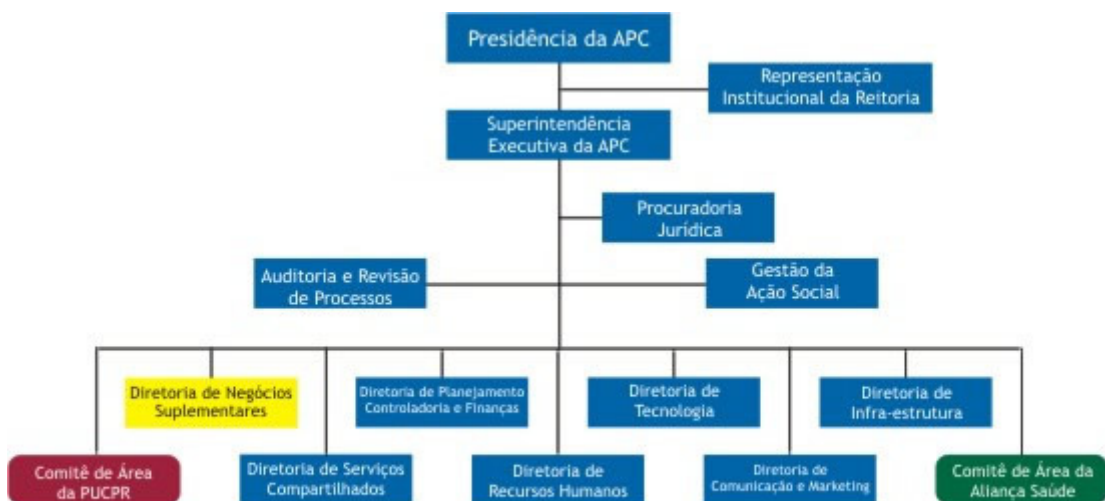 Presidência da APC
Representação
Institucional da Reitoria
Superintendência
Executiva da APC
Procuradoria
Jurídica
Auditoria e Revisão
de Processos
Gestão da
Ação Social
Diretoria de Negócios
Suplementares
Diretoria de Planejamento
Controladoria e Finanças
Diretoria de
Tecnologia
Diretoria de
Infra-estrutura
Comitê de Área
da PUCPR
Diretoria de Serviços
Compartilhados
Diretoria de
Recursos Humanos
Diretoria de
Comunicação e Marketing
Comitê de Área da
Aliança Saúde